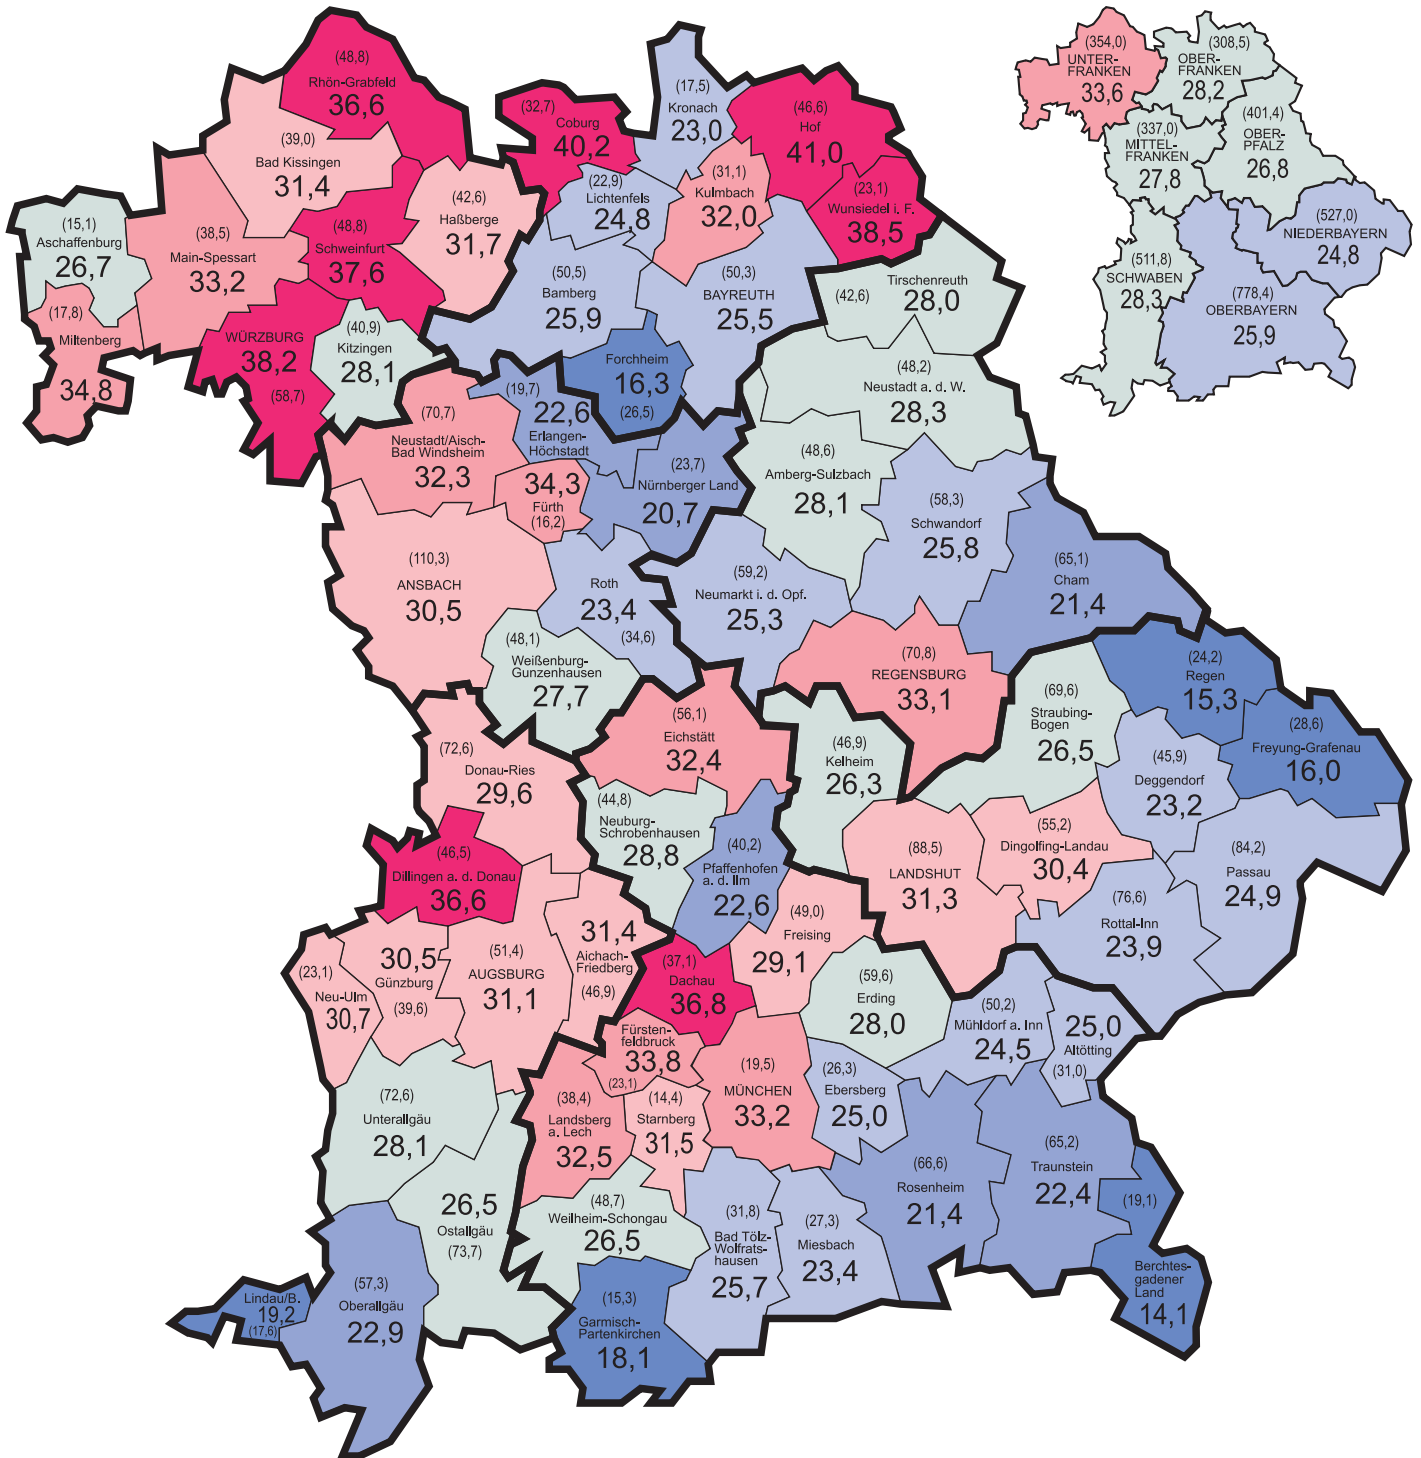 (48,8)
Rhön-Grabfeld
36,6
(39,0)
Bad Kissingen
31,4
(42,6)
Haßberge
31,7
(15,1)
Aschaffenburg
26,7
(38,5)
Main-Spessart
33,2
(48,8)
Schweinfurt
37,6
(17,8)
Miltenberg
34,8
WÜRZBURG
38,2
(58,7)
(40,9)
Kitzingen
28,1
(32,7)
Coburg
40,2
(17,5)
Kronach
23,0
(46,6)
Hof
41,0
(22,9)
Lichtenfels
24,8
(31,1)
Kulmbach
32,0
(23,1)
Wunsiedel i. F.
38,5
(50,5)
Bamberg
25,9
(50,3)
BAYREUTH
25,5
Forchheim
16,3
(26,5)
(42,6)
Tirschenreuth
28,0
(48,2)
Neustadt a. d. W.
28,3
(48,6)
Amberg-Sulzbach
28,1
(58,3)
Schwandorf
25,8
(65,1)
Cham
21,4
(59,2)
Neumarkt i. d. Opf.
25,3
(70,8)
REGENSBURG
33,1
(70,7)
Neustadt/Aisch-
Bad Windsheim
32,3
(19,7)
22,6
Erlangen-
Höchstadt
34,3
Fürth
(16,2)
(23,7)
Nürnberger Land
20,7
(110,3)
ANSBACH
30,5
Roth
23,4
(34,6)
(48,1)
Weißenburg-
Gunzenhausen
27,7
(24,2)
Regen
15,3
(28,6)
Freyung-Grafenau
16,0
(69,6)
Straubing-
Bogen
26,5
(45,9)
Deggendorf
23,2
(46,9)
Kelheim
26,3
(88,5)
LANDSHUT
31,3
(55,2)
Dingolfing-Landau
30,4
(84,2)
Passau
24,9
(76,6)
Rottal-Inn
23,9
(72,6)
Donau-Ries
29,6
(46,5)
Dillingen a. d. Donau
36,6
(23,1)
Neu-Ulm
30,7
30,5
Günzburg
(39,6)
(51,4)
AUGSBURG
31,1
31,4
Aichach-
Friedberg
(46,9)
(72,6)
Unterallgäu
28,1
26,5
Ostallgäu
(73,7)
(57,3)
Oberallgäu
22,9
Lindau/B.
19,2
(17,6)
(56,1)
Eichstätt
32,4
(44,8)
Neuburg-
Schrobenhausen
28,8
(40,2)
Pfaffenhofen
a. d. Ilm
22,6
(49,0)
Freising
29,1
(37,1)
Dachau
36,8
(59,6)
Erding
28,0
(50,2)
Mühldorf a. Inn
24,5
25,0
Altötting
(31,0)
Fürsten-
feldbruck
33,8
(23,1)
(19,5)
MÜNCHEN
33,2
(26,3)
Ebersberg
25,0
(38,4)
Landsberg
a. Lech
32,5
(14,4)
Starnberg
31,5
(66,6)
Rosenheim
21,4
(65,2)
Traunstein
22,4
(19,1)
Berchtes-
gadener
Land
14,1
(48,7)
Weilheim-Schongau
26,5
(31,8)
Bad Tölz-
Wolfrats-
hausen
25,7
(27,3)
Miesbach
23,4
(15,3)
Garmisch-
Partenkirchen
18,1
(354,0)
UNTER-
FRANKEN
33,6
(308,5)
OBER-
FRANKEN
28,2
(337,0)
MITTEL-
FRANKEN
27,8
(401,4)
OBER-
PFALZ
26,8
(527,0)
NIEDERBAYERN
24,8
(511,8)
SCHWABEN
28,3
(778,4)
OBERBAYERN
25,9